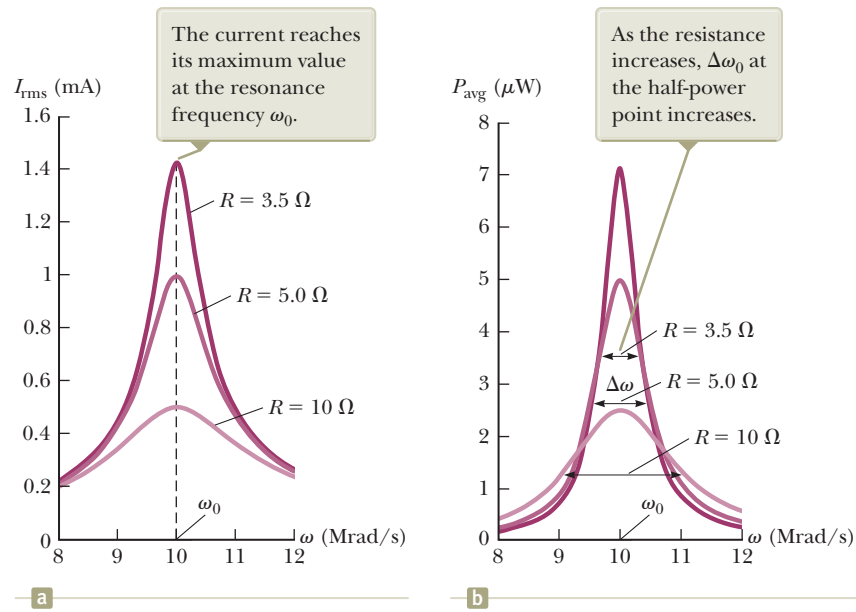 The current reaches
its maximum value
at the resonance
frequency ω₀.
I_rms (mA)
1.6
1.4
1.2
1
0.8
0.6
0.4
0.2
0
R = 3.5 Ω
R = 5.0 Ω
R = 10 Ω
ω₀
8 9 10 11 12
ω (Mrad/s)
a
As the resistance
increases, Δω₀ at
the half-power
point increases.
P_avg (μW)
8
7
6
5
4
3
2
1
0
R = 3.5 Ω
Δω
R = 5.0 Ω
R = 10 Ω
ω₀
8 9 10 11 12
ω (Mrad/s)
b